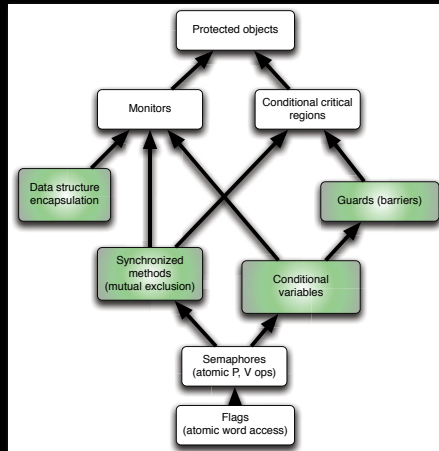 Protected objects
Monitors
Conditional critical
regions
Data structure
encapsulation
Guards (barriers)
Synchronized
methods
(mutual exclusion)
Conditional
variables
Semaphores
(atomic P, V ops)
Flags
(atomic word access)